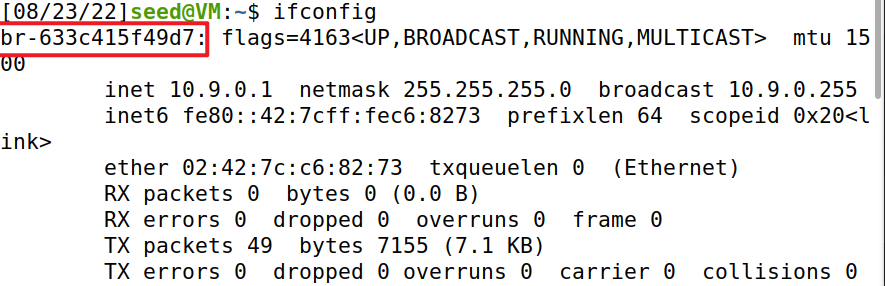 [08/23/22]seed@VM:~$ ifconfig
br-633c415f49d7: flags=4163<UP,BROADCAST,RUNNING,MULTICAST>  mtu 15
00
        inet 10.9.0.1  netmask 255.255.255.0  broadcast 10.9.0.255
        inet6 fe80::42:7cff:fec6:8273  prefixlen 64  scopeid 0x20<l
ink>
        ether 02:42:7c:c6:82:73  txqueuelen 0  (Ethernet)
        RX packets 0  bytes 0 (0.0 B)
        RX errors 0  dropped 0  overruns 0  frame 0
        TX packets 49  bytes 7155 (7.1 KB)
        TX errors 0  dropped 0 overruns 0  carrier 0  collisions 0